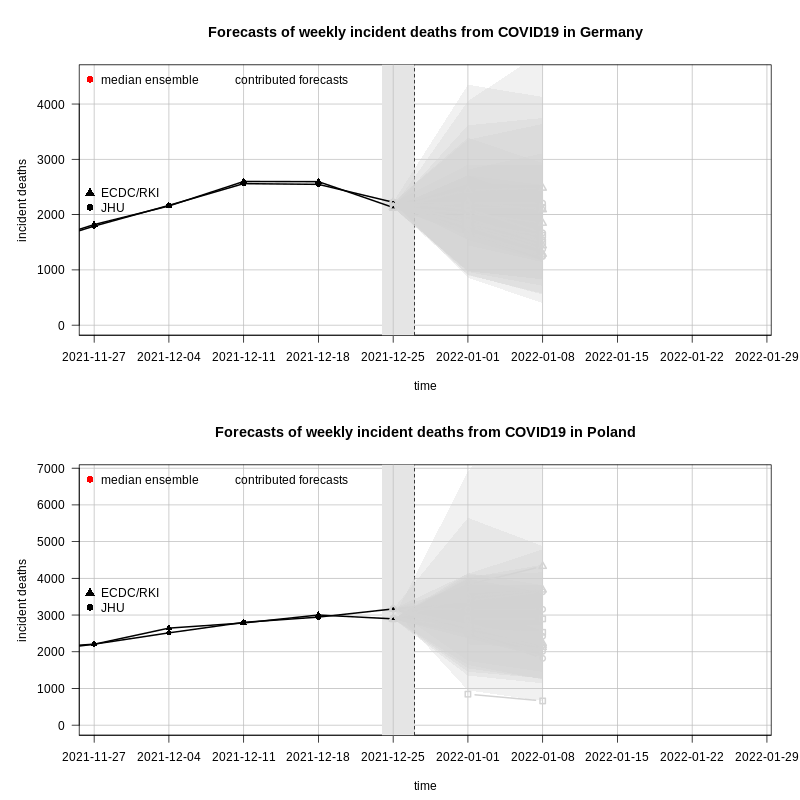 Forecasts of weekly incident deaths from COVID19 in Germany
median ensemble contributed forecasts
4000
3000
ECDC/RKI
JHU
2000
1000
0
incident deaths
2021-11-27 2021-12-04 2021-12-11 2021-12-18 2021-12-25 2022-01-01 2022-01-08 2022-01-15 2022-01-22 2022-01-29
time
Forecasts of weekly incident deaths from COVID19 in Poland
7000
median ensemble contributed forecasts
6000
5000
4000
ECDC/RKI
JHU
3000
2000
1000
0
incident deaths
2021-11-27 2021-12-04 2021-12-11 2021-12-18 2021-12-25 2022-01-01 2022-01-08 2022-01-15 2022-01-22 2022-01-29
time